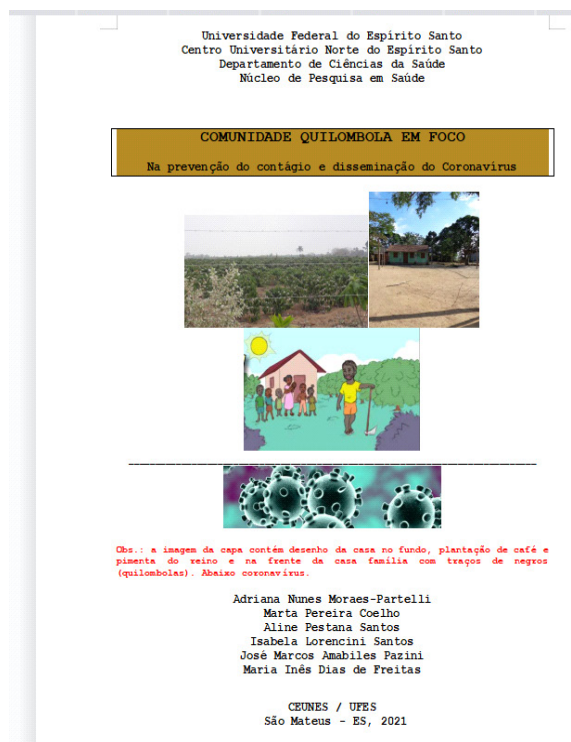 Universidade Federal do Espírito Santo
Centro Universitário Norte do Espírito Santo
Departamento de Ciências da Saúde
Núcleo de Pesquisa em Saúde
COMUNIDADE QUILOMBOLA EM FOCO
Na prevenção do contágio e disseminação do Coronavírus
Obs.: a imagem da capa contém desenho da casa no fundo, plantação de café e
pimenta do reino e na frente da casa família com traços de negros
(quilombolas). Abaixo coronavírus.
Adriana Nunes Moraes-Partelli
Marta Pereira Coelho
Aline Pestana Santos
Isabela Lorencini Santos
José Marcos Amabiles Pazini
Maria Inês Dias de Freitas
CEUNES / UFES
São Mateus - ES, 2021